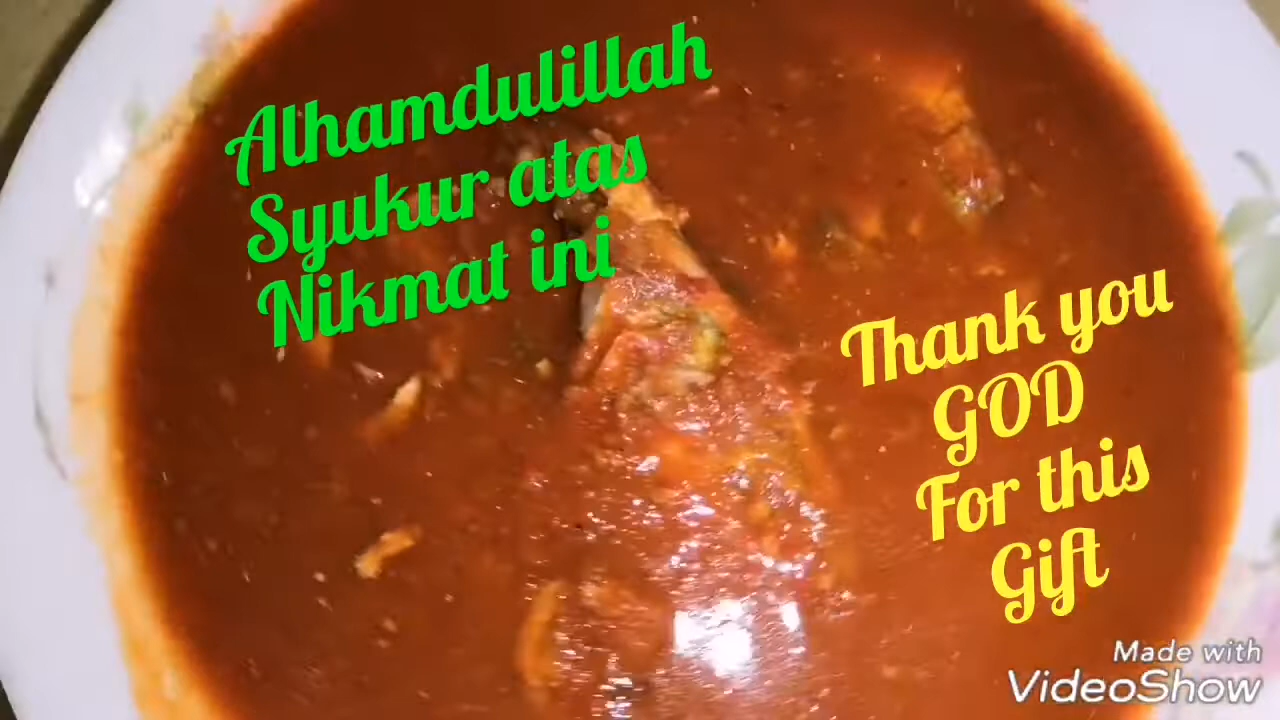 Alhamdulillah
Syukur atas
Nikmat ini
Thank you
GOD
For this
Gift
Made with
VideoShow